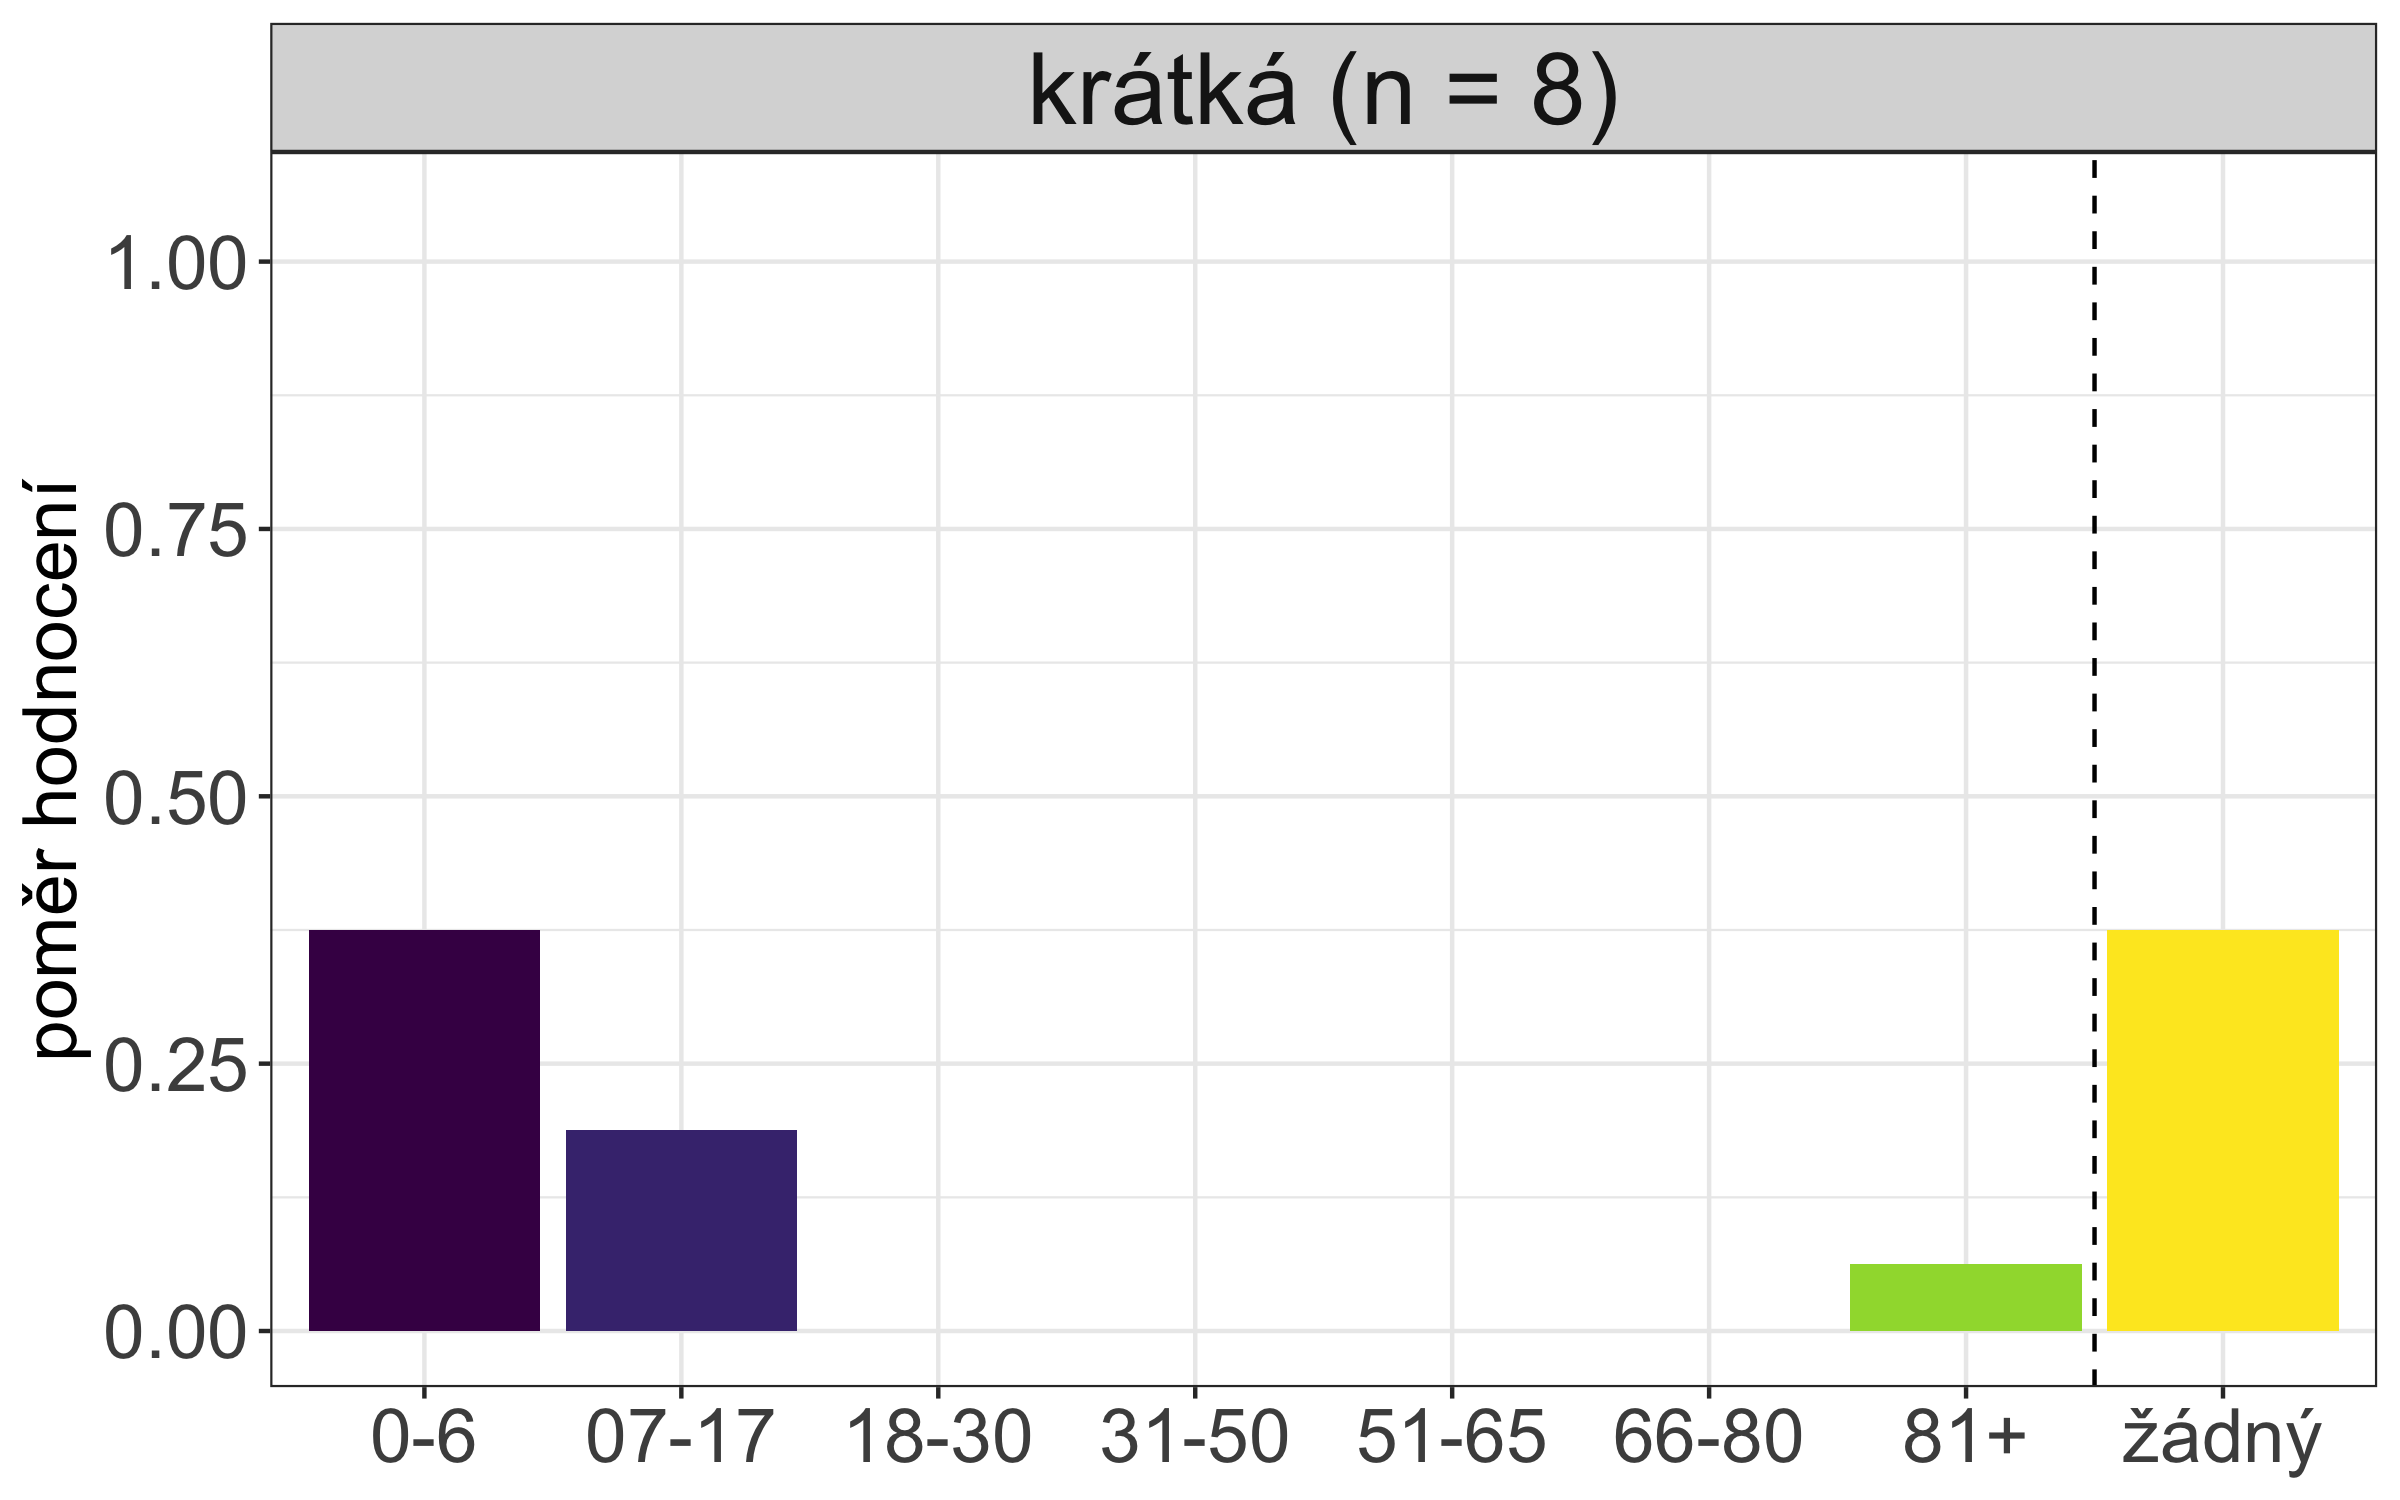 krátká (n = 8)
poměr hodnocení
1.00
0.75
0.50
0.25
0.00
0-6 07-17 18-30 31-50 51-65 66-80 81+ žádný